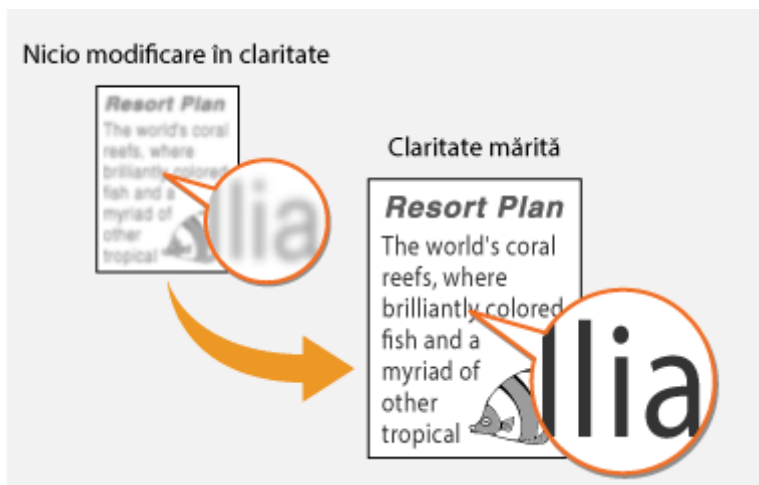 Nicio modificare în claritate
Resort Plan
The world's coral
reefs, where
brilliantly colored
fish and a
myriad of
other
tropical
llia
Claritate mărită
Resort Plan
The world's coral
reefs, where
brilliantly colored
fish and a
myriad of
other
tropical
llia